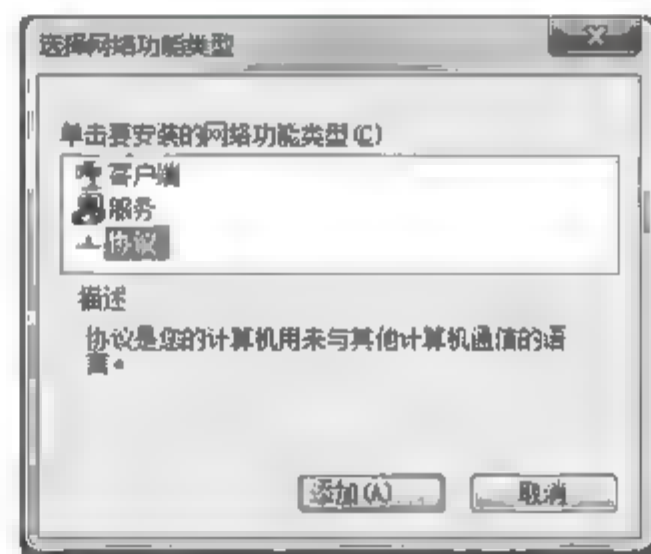 选择网络功能类型
单击要安装的网络功能类型(C)
客户端
服务
协议
描述
协议是您的计算机用来与其他计算机通信的语
言。
添加(A)...
取消